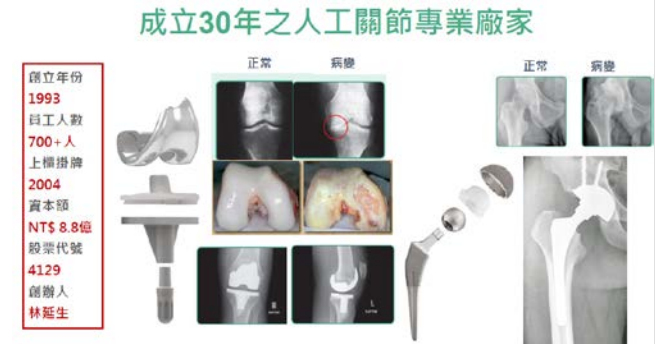 成立30年之人工關節專業廠家
創立年份
1993
員工人數
700+人
上櫃掛牌
2004
資本額
NT$ 8.8億
股票代號
4129
創辦人
林延生
正常
病變
正常
病變
R
L